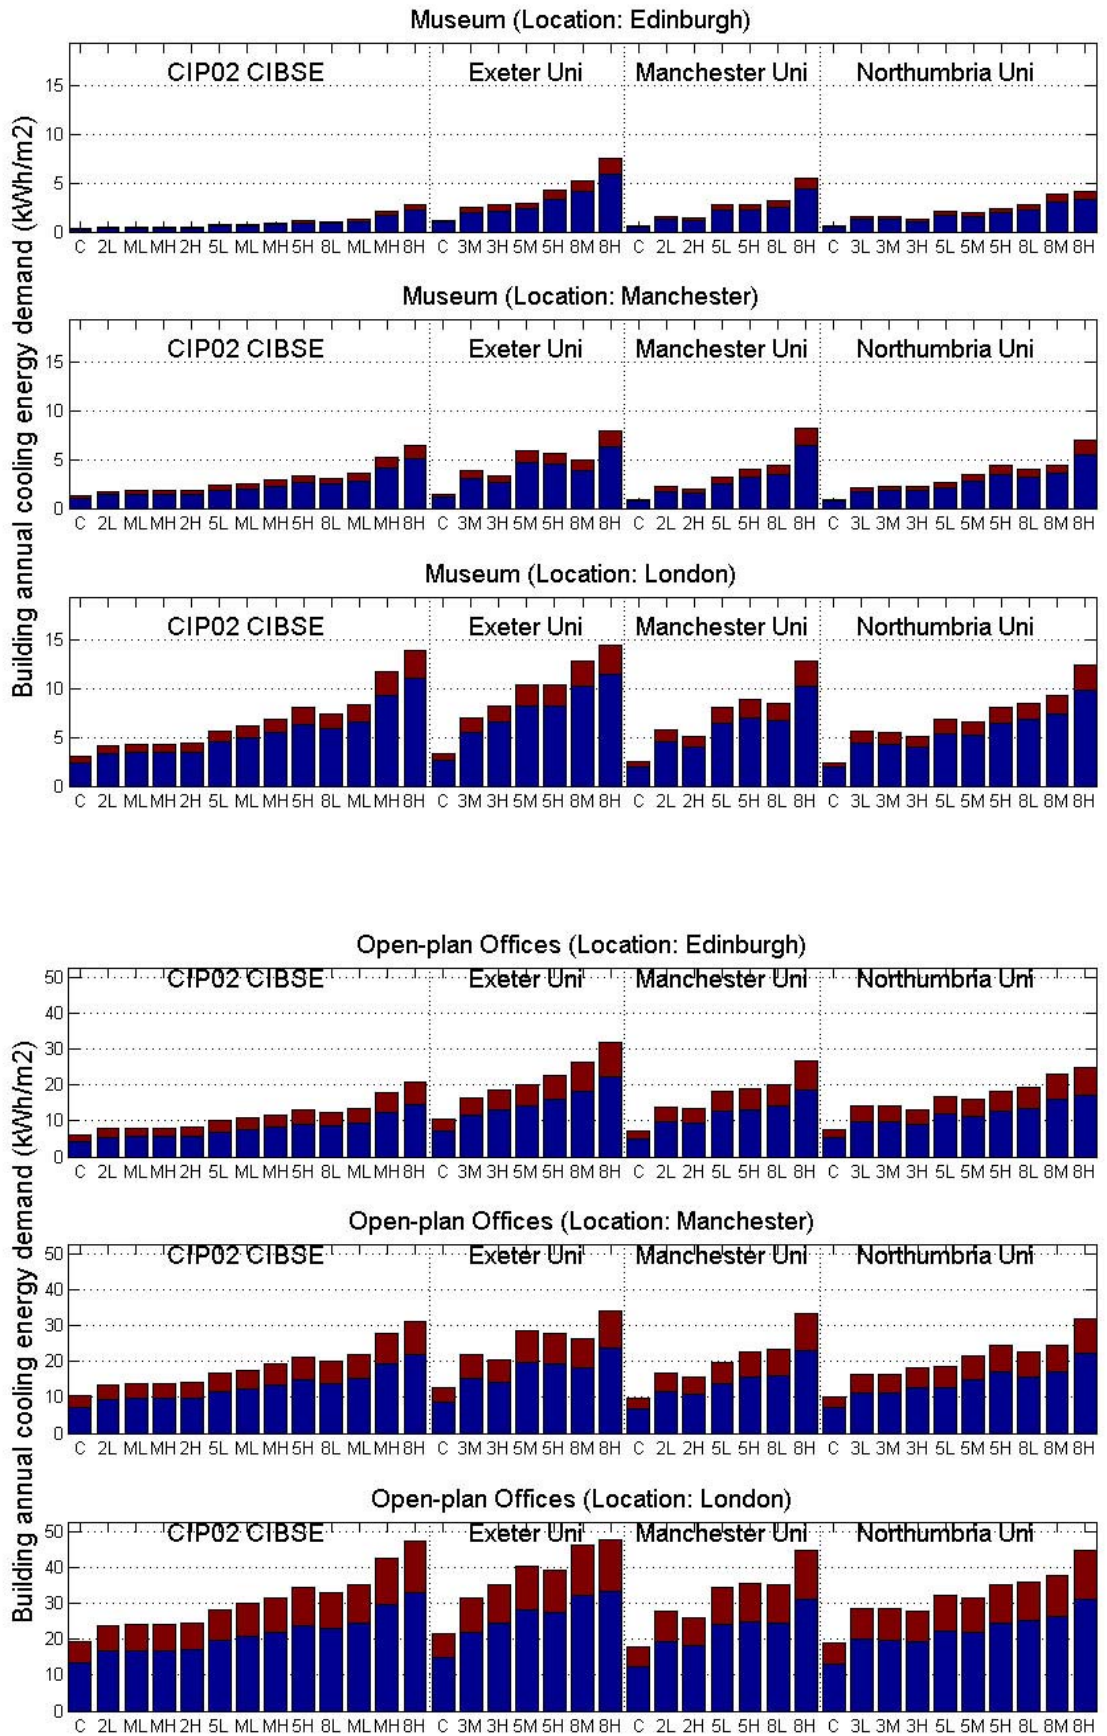 Museum (Location: Edinburgh)
CIP02 CIBSE Exeter Uni Manchester Uni Northumbria Uni
15
10
5
0
C 2L ML MH 2H 5L ML MH 5H 8L ML MH 8H C 3M 3H 5M 5H 8M 8H C 2L 2H 5L 5H 8L 8H C 3L 3M 3H 5L 5M 5H 8L 8M 8H
Building annual cooling energy demand (kWh/m2)
Museum (Location: Manchester)
CIP02 CIBSE Exeter Uni Manchester Uni Northumbria Uni
15
10
5
0
C 2L ML MH 2H 5L ML MH 5H 8L ML MH 8H C 3M 3H 5M 5H 8M 8H C 2L 2H 5L 5H 8L 8H C 3L 3M 3H 5L 5M 5H 8L 8M 8H
Museum (Location: London)
CIP02 CIBSE Exeter Uni Manchester Uni Northumbria Uni
15
10
5
0
C 2L ML MH 2H 5L ML MH 5H 8L ML MH 8H C 3M 3H 5M 5H 8M 8H C 2L 2H 5L 5H 8L 8H C 3L 3M 3H 5L 5M 5H 8L 8M 8H
Open-plan Offices (Location: Edinburgh)
CIP02 CIBSE Exeter Uni Manchester Uni Northumbria Uni
50
40
30
20
10
0
C 2L ML MH 2H 5L ML MH 5H 8L ML MH 8H C 3M 3H 5M 5H 8M 8H C 2L 2H 5L 5H 8L 8H C 3L 3M 3H 5L 5M 5H 8L 8M 8H
Building annual cooling energy demand (kWh/m2)
Open-plan Offices (Location: Manchester)
CIP02 CIBSE Exeter Uni Manchester Uni Northumbria Uni
50
40
30
20
10
0
C 2L ML MH 2H 5L ML MH 5H 8L ML MH 8H C 3M 3H 5M 5H 8M 8H C 2L 2H 5L 5H 8L 8H C 3L 3M 3H 5L 5M 5H 8L 8M 8H
Open-plan Offices (Location: London)
CIP02 CIBSE Exeter Uni Manchester Uni Northumbria Uni
50
40
30
20
10
0
C 2L ML MH 2H 5L ML MH 5H 8L ML MH 8H C 3M 3H 5M 5H 8M 8H C 2L 2H 5L 5H 8L 8H C 3L 3M 3H 5L 5M 5H 8L 8M 8H